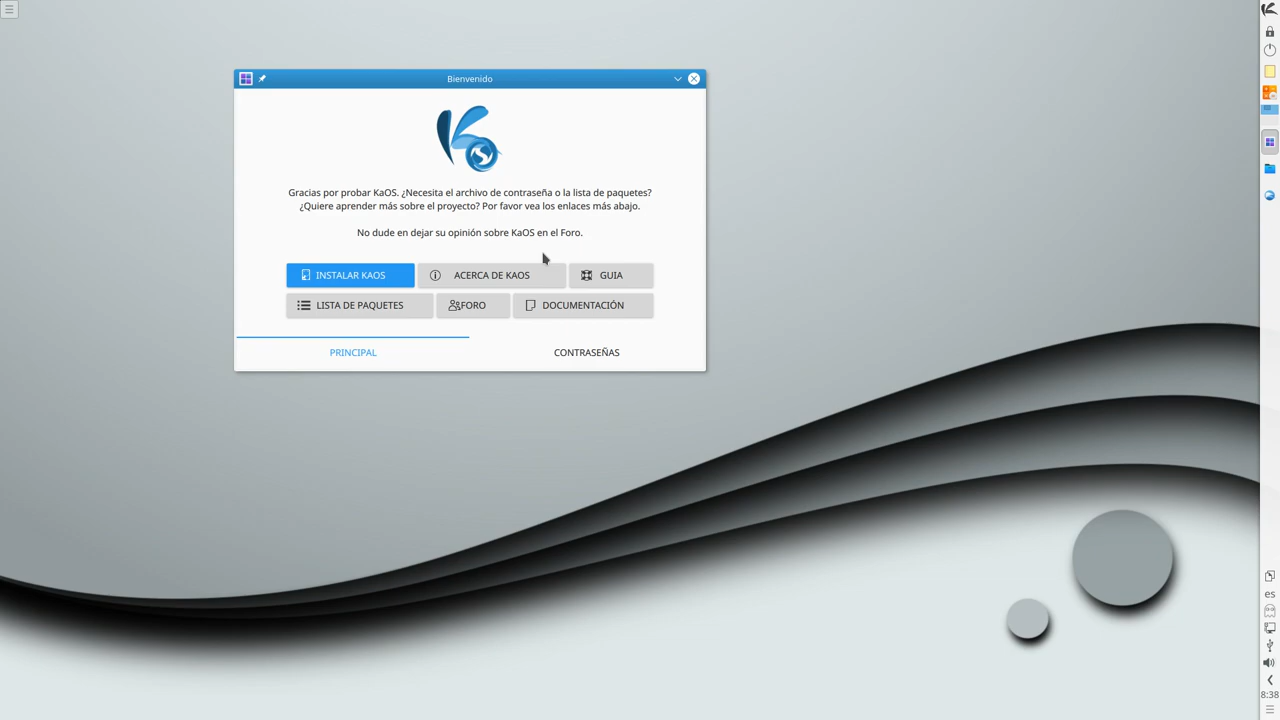 Bienvenido
Gracias por probar KaOS. ¿Necesita el archivo de contraseña o la lista de paquetes?
¿Quiere aprender más sobre el proyecto? Por favor vea los enlaces más abajo.
No dude en dejar su opinión sobre KaOS en el Foro.
INSTALAR KAOS
ACERCA DE KAOS
GUIA
LISTA DE PAQUETES
FORO
DOCUMENTACIÓN
PRINCIPAL
CONTRASEÑAS
es
8:38